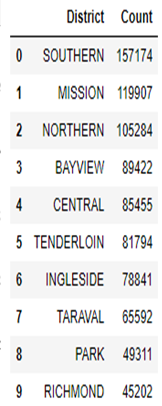 District Count
0 SOUTHERN 157174
1 MISSION 119907
2 NORTHERN 105284
3 BAYVIEW 89422
4 CENTRAL 85455
5 TENDERLOIN 81794
6 INGLESIDE 78841
7 TARAVAL 65592
8 PARK 49311
9 RICHMOND 45202